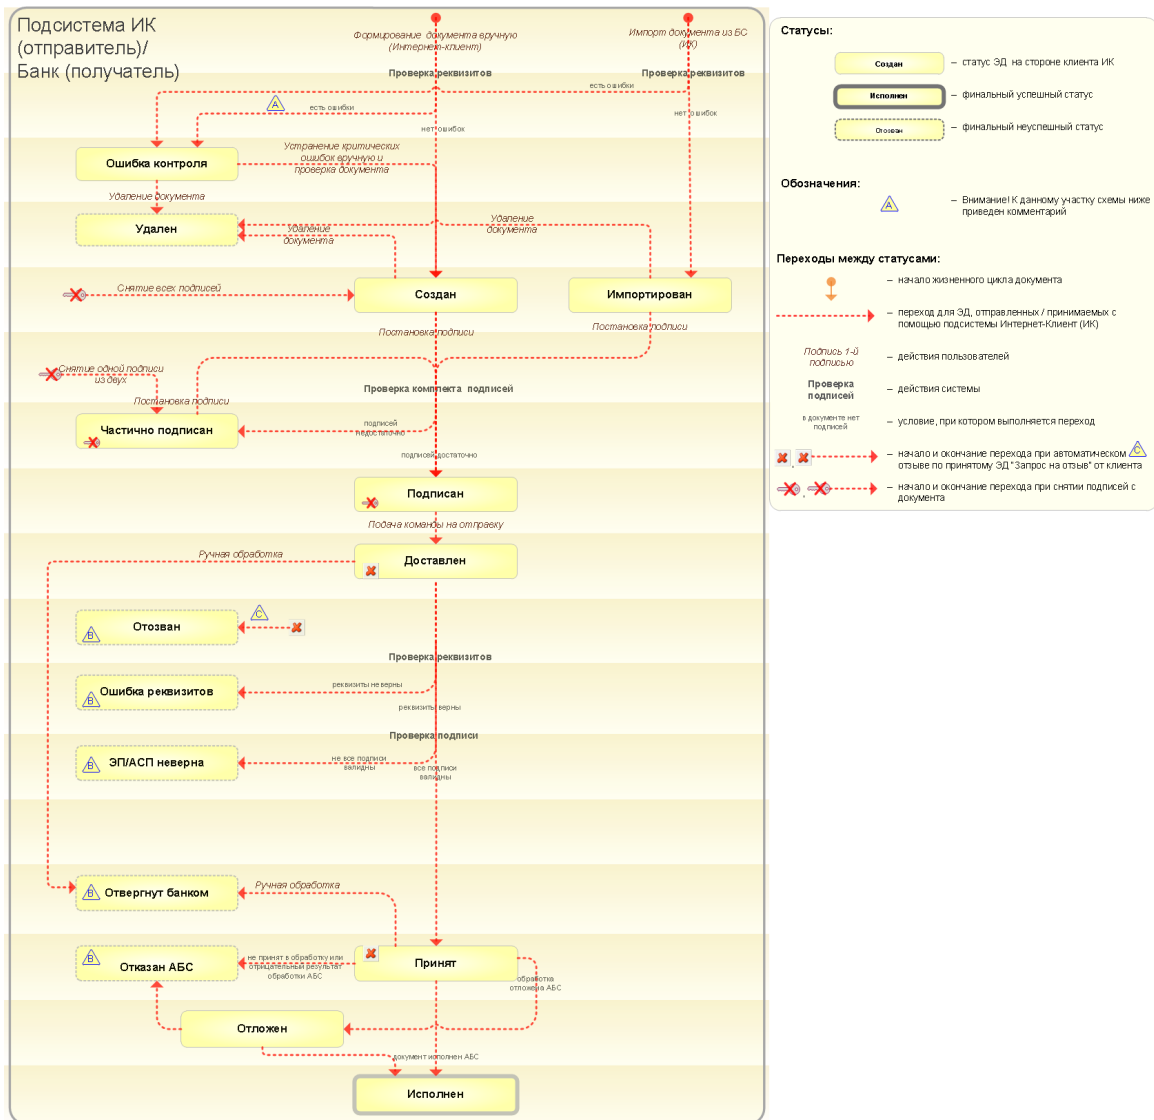 Подсистема ИК
(отправитель)/
Банк (получатель)
Формирование документа вручную
(Интернет-клиент)
Импорт документа из БС
(ИК)
Проверка реквизитов
Проверка реквизитов
есть ошибки
A
есть ошибки
нет ошибок
нет ошибок
Ошибка контроля
Устранение критических
ошибок вручную и
проверка документа
Удаление документа
Удален
Удаление
документа
Удаление
документа
Снятие всех подписей
Создан
Импортирован
Постановка подписи
Постановка подписи
Снятие одной подписи
из двух
Проверка комплекта подписей
Постановка подписи
Частично подписан
подписей
недостаточно
подписей достаточно
Подписан
Подача команды на отправку
Ручная обработка
Доставлен
B
Отозван
C
Проверка реквизитов
B
Ошибка реквизитов
реквизиты неверны
реквизиты верны
Проверка подписи
B
ЭП/АСП неверна
не все подписи
валидны
все подписи
валидны
B
Отвергнут банком
Ручная обработка
B
Отказан АБС
не принят в обработку или
отрицательный результат
обработки АБС
Принят
обработка
отложена АБС
Отложен
документ исполнен АБС
Исполнен
Статусы:
Создан
– статус ЭД на стороне клиента ИК
Исполнен
– финальный успешный статус
Отозван
– финальный неуспешный статус
Обозначения:
A
– Внимание! К данному участку схемы ниже
приведен комментарий
Переходы между статусами:
– начало жизненного цикла документа
– переход для ЭД, отправленных / принимаемых с
помощью подсистемы Интернет-Клиент (ИК)
Подпись 1-й
подписью
– действия пользователей
Проверка
подписей
– действия системы
в документе нет
подписей
– условие, при котором выполняется переход
,
– начало и окончание перехода при автоматическом
C
отзыве по принятому ЭД "Запрос на отзыв" от клиента
,
– начало и окончание перехода при снятии подписей с
документа